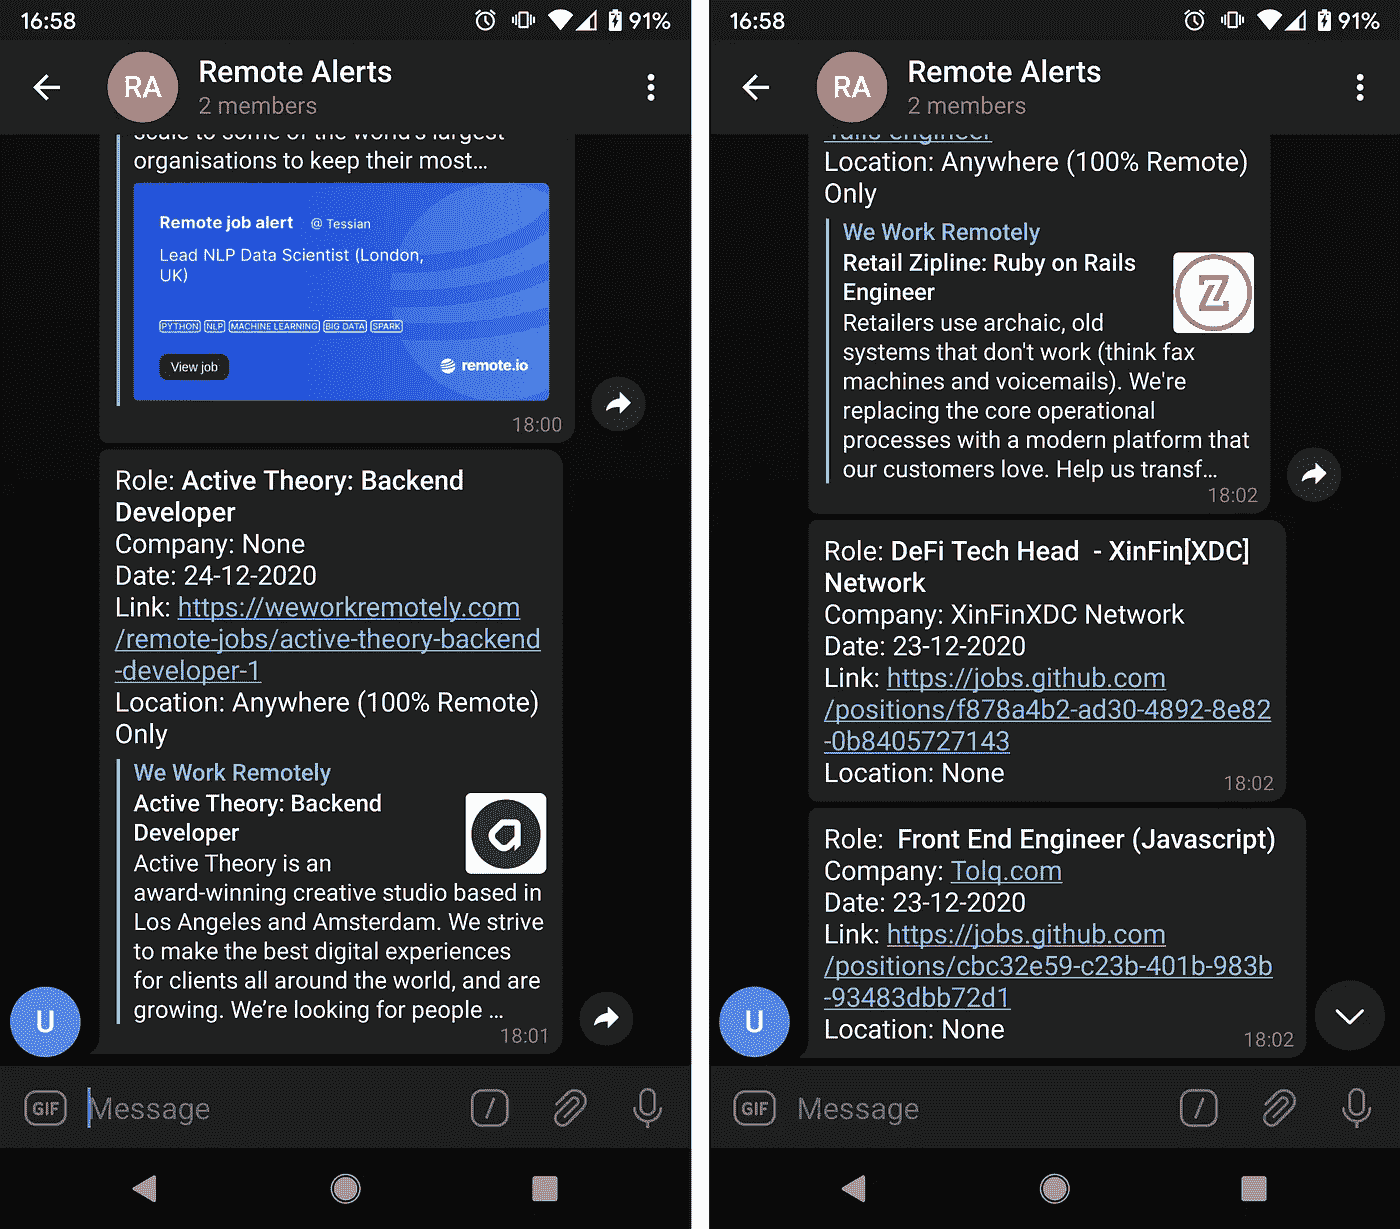 16:58
91%
RA
Remote Alerts
2 members
scale to some of the world's largest
organisations to keep their most...
Remote job alert @ Tessian
Lead NLP Data Scientist (London,
UK)
PYTHON NLP MACHINE LEARNING BIG DATA SPARK
View job
remote.io
18:00
Role: Active Theory: Backend
Developer
Company: None
Date: 24-12-2020
Link: https://weworkremotely.com
/remote-jobs/active-theory-backend
-developer-1
Location: Anywhere (100% Remote)
Only
We Work Remotely
Active Theory: Backend
Developer
Active Theory is an
award-winning creative studio based in
Los Angeles and Amsterdam. We strive
to make the best digital experiences
for clients all around the world, and are
growing. We’re looking for people ...
18:01
U
GIF
Message
/
16:58
91%
RA
Remote Alerts
2 members
-rails-engineer
Location: Anywhere (100% Remote)
Only
We Work Remotely
Retail Zipline: Ruby on Rails
Engineer
Z
Retailers use archaic, old
systems that don't work (think fax
machines and voicemails). We're
replacing the core operational
processes with a modern platform that
our customers love. Help us transf...
18:02
Role: DeFi Tech Head - XinFin[XDC]
Network
Company: XinFinXDC Network
Date: 23-12-2020
Link: https://jobs.github.com
/positions/f878a4b2-ad30-4892-8e82
-0b8405727143
Location: None
18:02
Role: Front End Engineer (Javascript)
Company: Tolq.com
Date: 23-12-2020
Link: https://jobs.github.com
/positions/cbc32e59-c23b-401b-983b
-93483dbb72d1
Location: None
18:02
U
GIF
Message
/